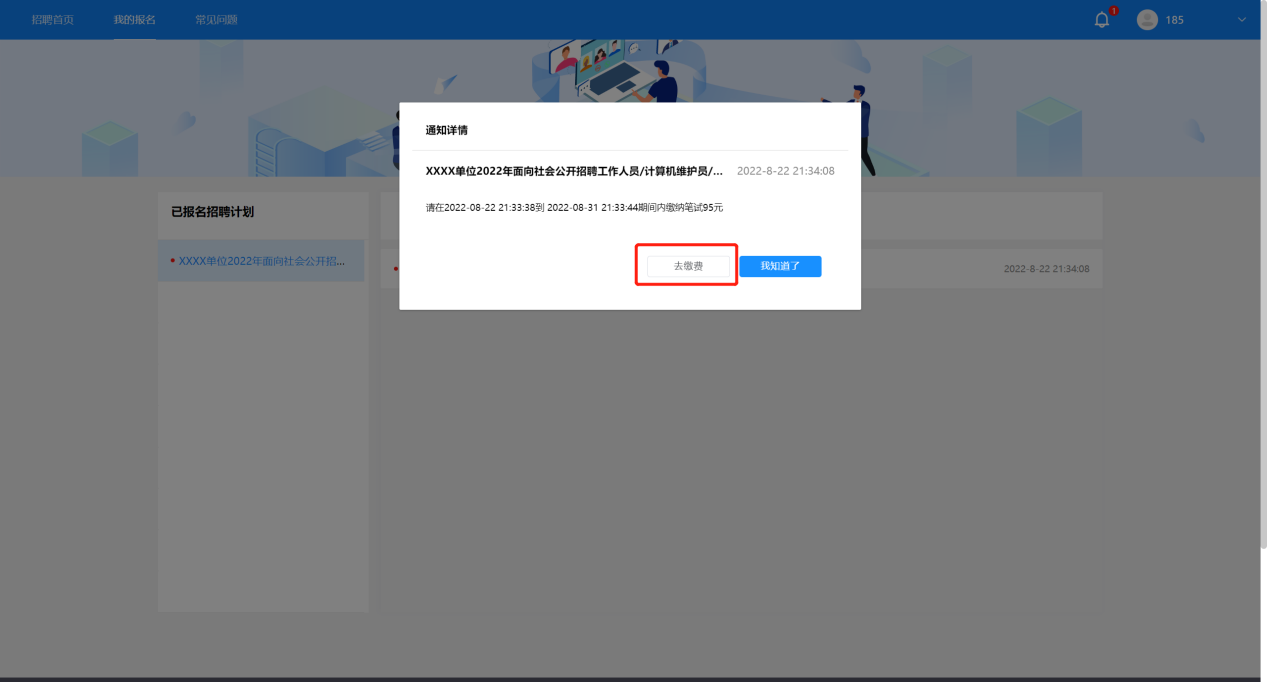 招聘首页 我的报名 常见问题 1 185
通知详情
XXXX单位2022年面向社会公开招聘工作人员/计算机维护员/... 2022-8-22 21:34:08
请在2022-08-22 21:33:38到 2022-08-31 21:33:44期间内缴纳笔试95元
去缴费 我知道了
已报名招聘计划
XXXX单位2022年面向社会公开招...
2022-8-22 21:34:08